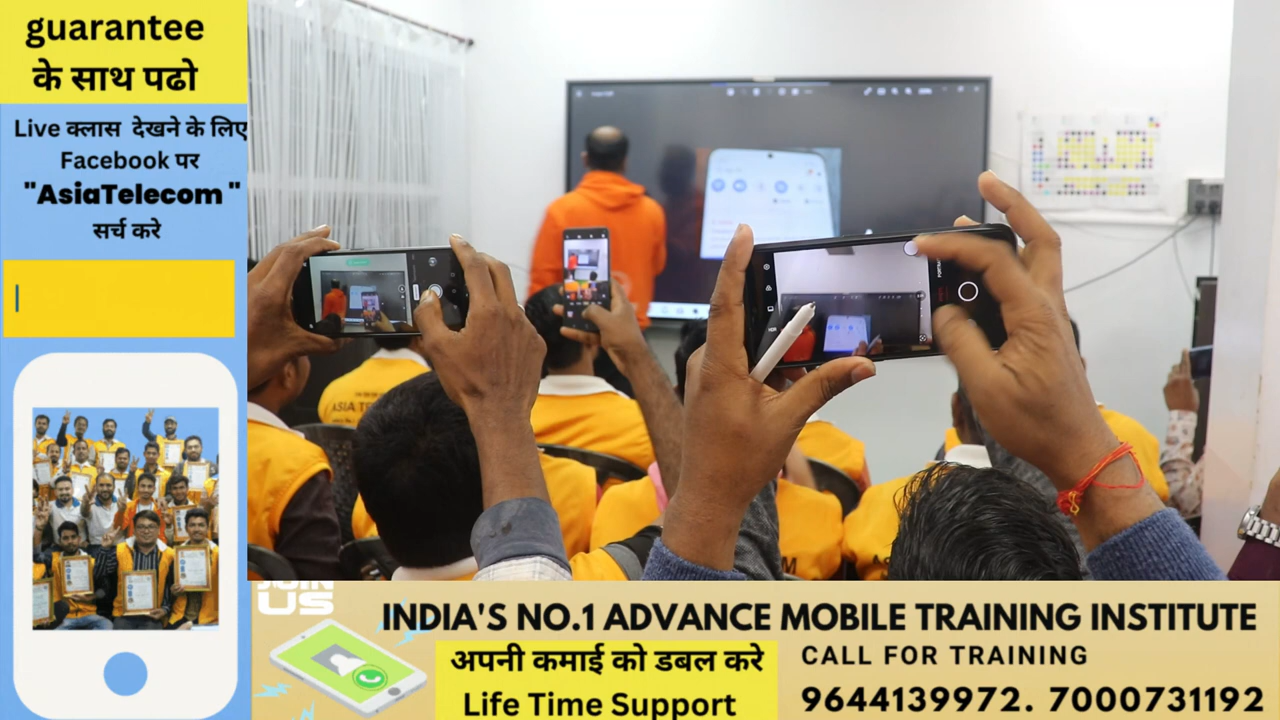 guarantee
के साथ पढो
Live क्लास देखने के लिए
Facebook पर
"AsiaTelecom "
सर्च करे
JOIN
US
INDIA'S NO.1 ADVANCE MOBILE TRAINING INSTITUTE
अपनी कमाई को डबल करे
Life Time Support
CALL FOR TRAINING
9644139972. 7000731192